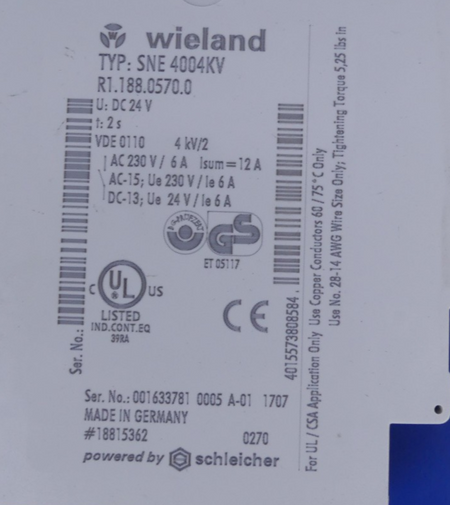 wieland
TYP: SNE 4004KV
R1.188.0570.0
U: DC 24 V
t: 2 s
VDE 0110 4 kV/2
AC 230 V / 6 A Isum=12 A
AC-15; Ue 230 V/Ie 6 A
DC-13; Ue 24 V/Ie 6 A
GS
ET 05117
C UL US
LISTED
IND.CONT.EQ
39RA
CE
Ser. No.:
4015573808584
Ser. No.: 001633781 0005 A-01 1707
MADE IN GERMANY
#18815362 0270
powered by schleicher
For UL / CSA Application Only Use Copper Conductors 60 / 75°C Only
Use No. 28-14 AWG Wire Size Only; Tightening Torque 5,25 lbs in